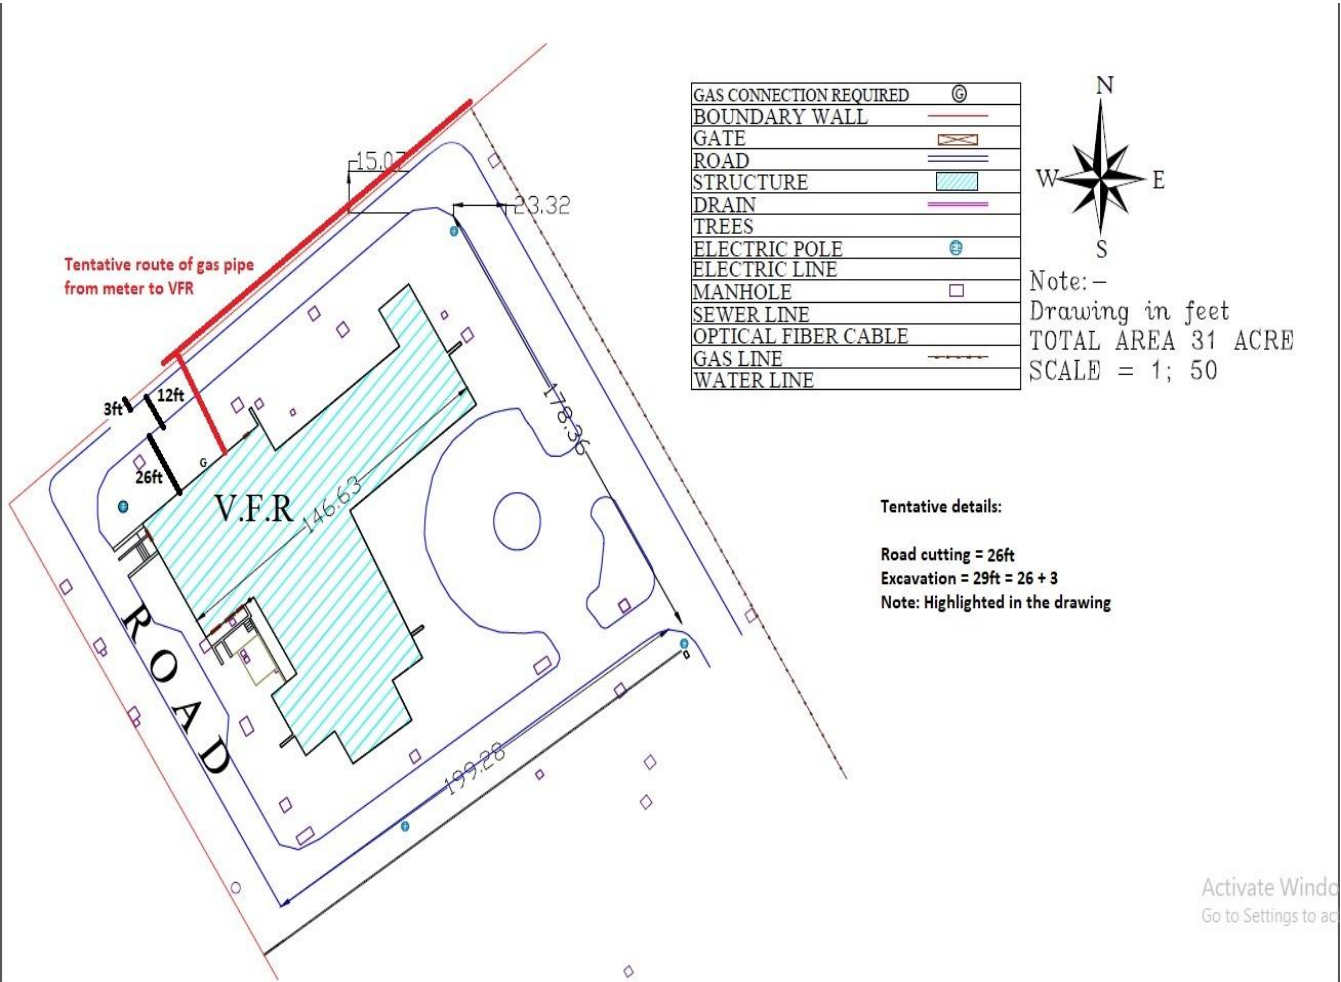 GAS CONNECTION REQUIRED G
BOUNDARY WALL
GATE
ROAD
STRUCTURE
DRAIN
TREES
ELECTRIC POLE
ELECTRIC LINE
MANHOLE
SEWER LINE
OPTICAL FIBER CABLE
GAS LINE
WATER LINE
N
W
E
S
Note:-
Drawing in feet
TOTAL AREA 31 ACRE
SCALE = 1; 50
15.07
23.32
Tentative route of gas pipe
from meter to VFR
3ft
12ft
26ft
G
V.F.R
146.63
178.36
199.28
ROAD
Tentative details:
Road cutting = 26ft
Excavation = 29ft = 26 + 3
Note: Highlighted in the drawing
Activate Windo
Go to Settings to ac